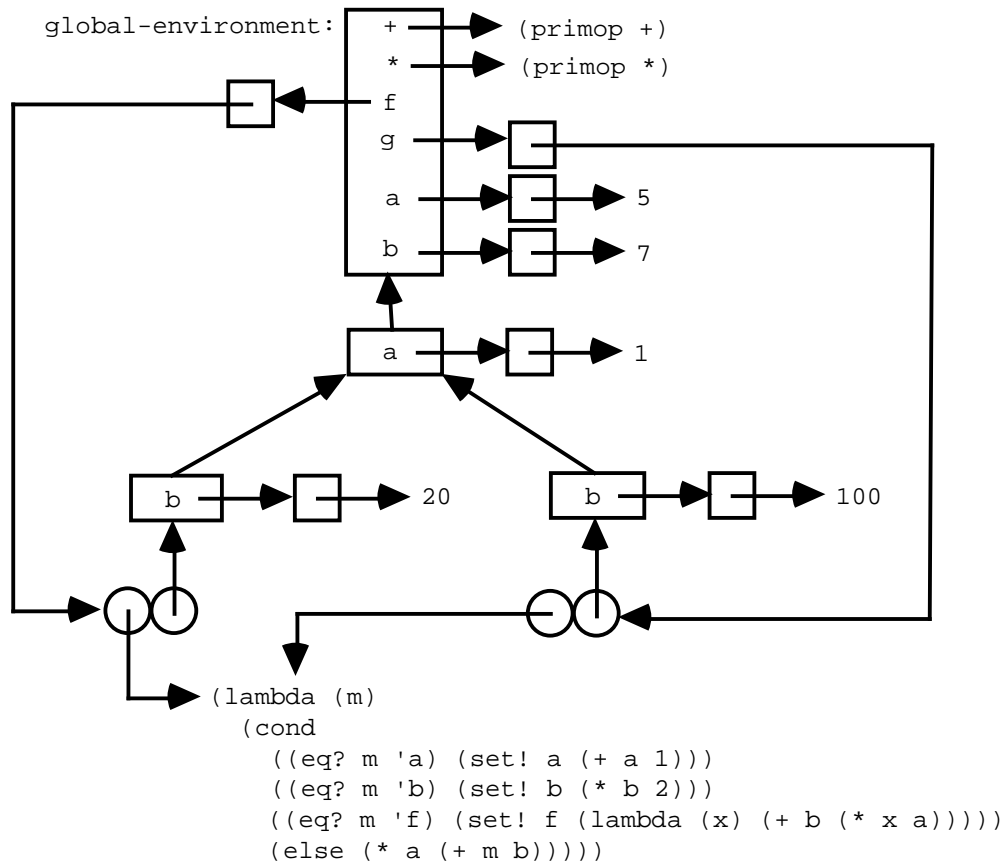 global-environment:
+ (primop +)
* (primop *)
f
g
a 5
b 7
a 1
b 20
b 100
(lambda (m)
(cond
((eq? m 'a) (set! a (+ a 1)))
((eq? m 'b) (set! b (* b 2)))
((eq? m 'f) (set! f (lambda (x) (+ b (* x a)))))
(else (* a (+ m b)))))